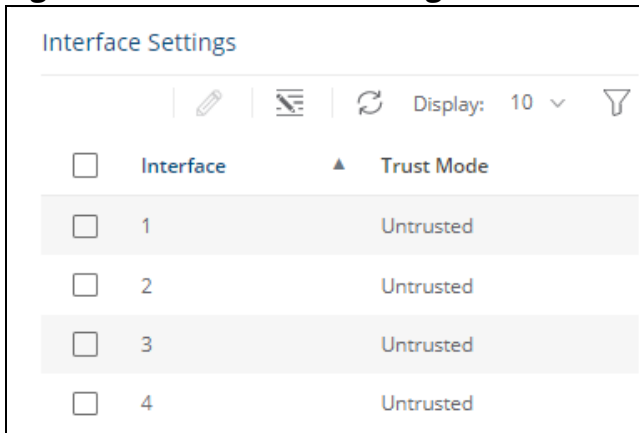 Interface Settings
Display: 10
Interface Trust Mode
1 Untrusted
2 Untrusted
3 Untrusted
4 Untrusted